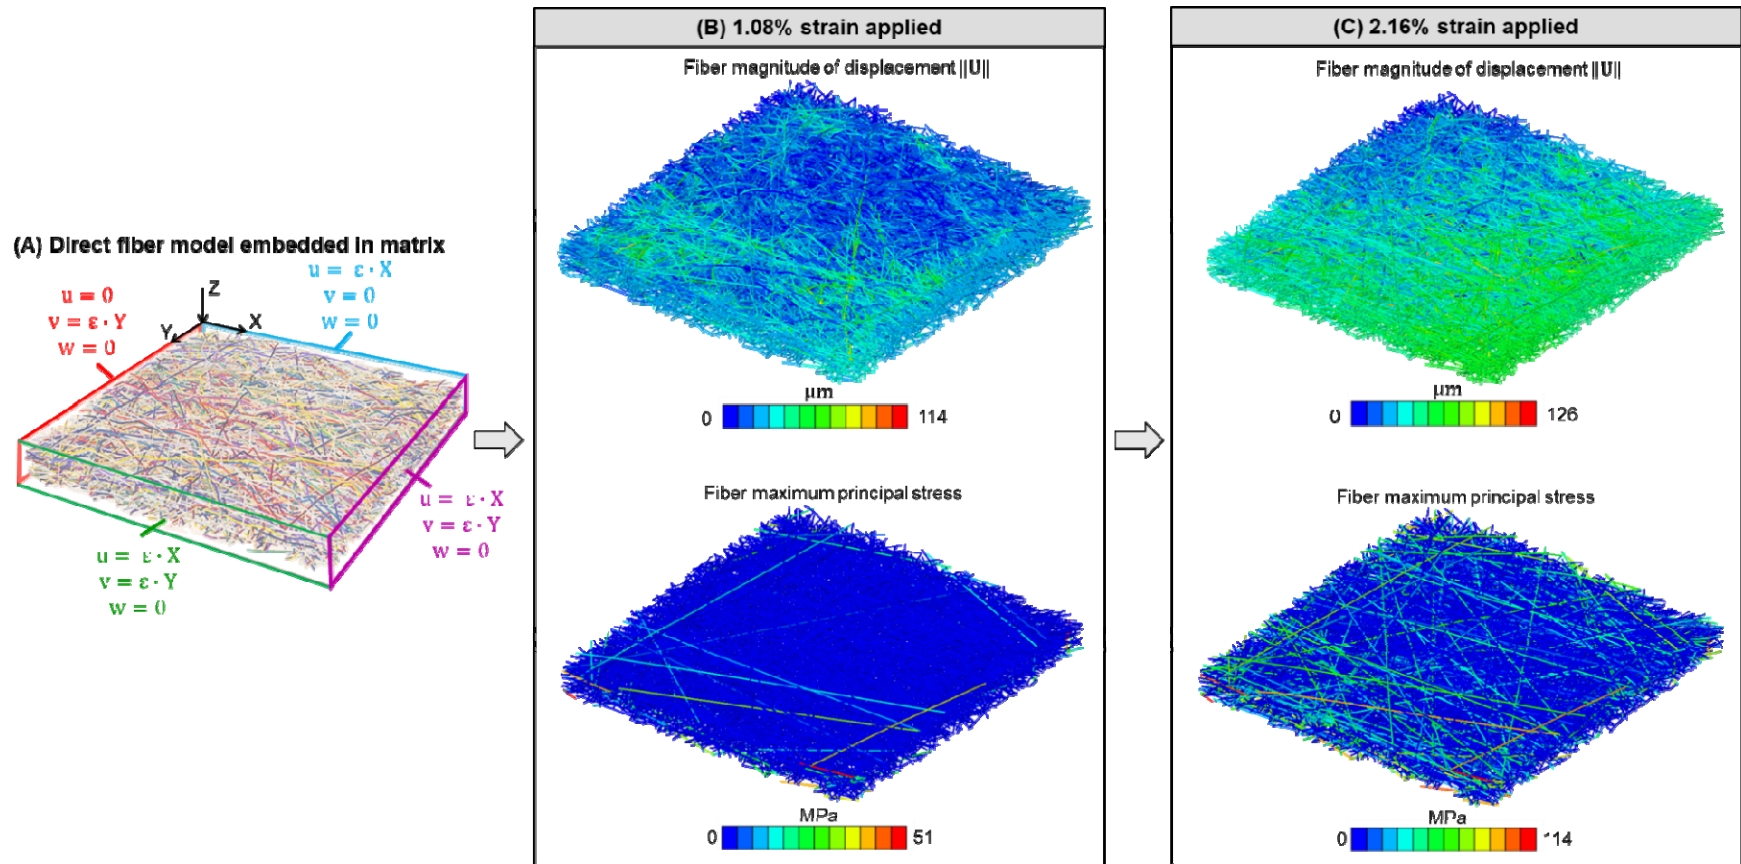 (A) Direct fiber model embedded in matrix
u = 0
v = ε · Y
w = 0
u = ε · X
v = 0
w = 0
Z
X
Y
u = ε · X
v = ε · Y
w = 0
u = ε · X
v = ε · Y
w = 0
(B) 1.08% strain applied
Fiber magnitude of displacement ||U||
µm
0
114
Fiber maximum principal stress
MPa
0
51
(C) 2.16% strain applied
Fiber magnitude of displacement ||U||
µm
0
126
Fiber maximum principal stress
MPa
0
114